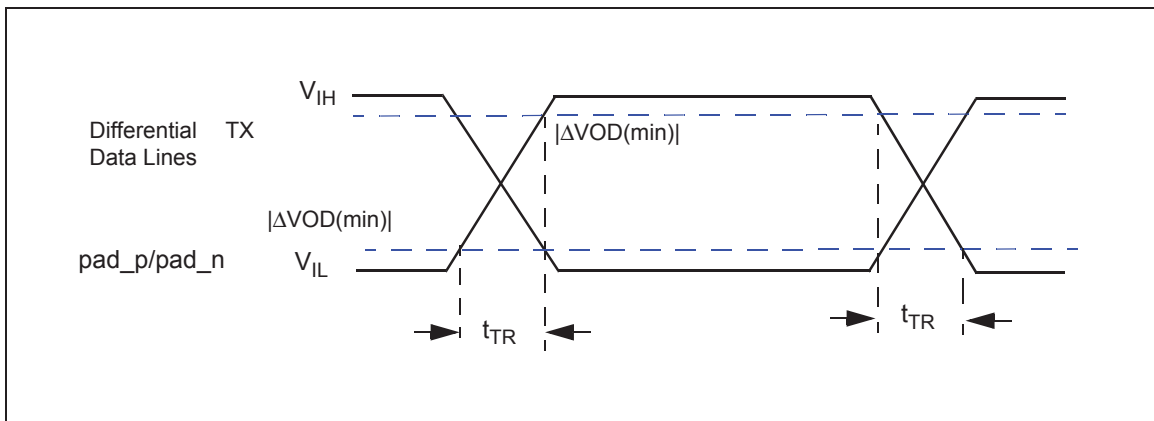 VIH
Differential TX
Data Lines
|ΔVOD(min)|
|ΔVOD(min)|
pad_p/pad_n
VIL
tTR
tTR